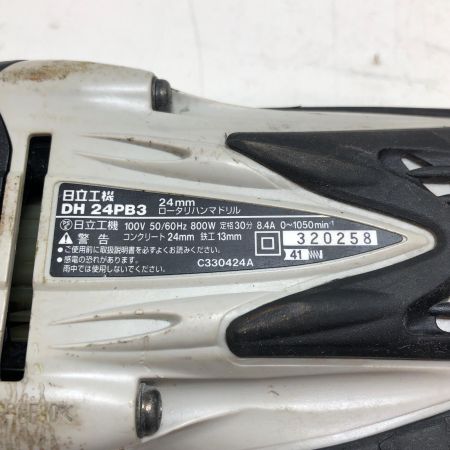 日立工機 24mm
DH 24PB3 ロータリハンマドリル
日立工機 100V 50/60Hz 800W 定格30分 8.4A 0~1050min⁻¹
警告 コンクリート24mm 鉄工13mm 320258
●ご使用前に取扱説明書を必ずよくお読みください。
●感電の恐れがあります。 41
雨中では使用しないでください。 C330424A